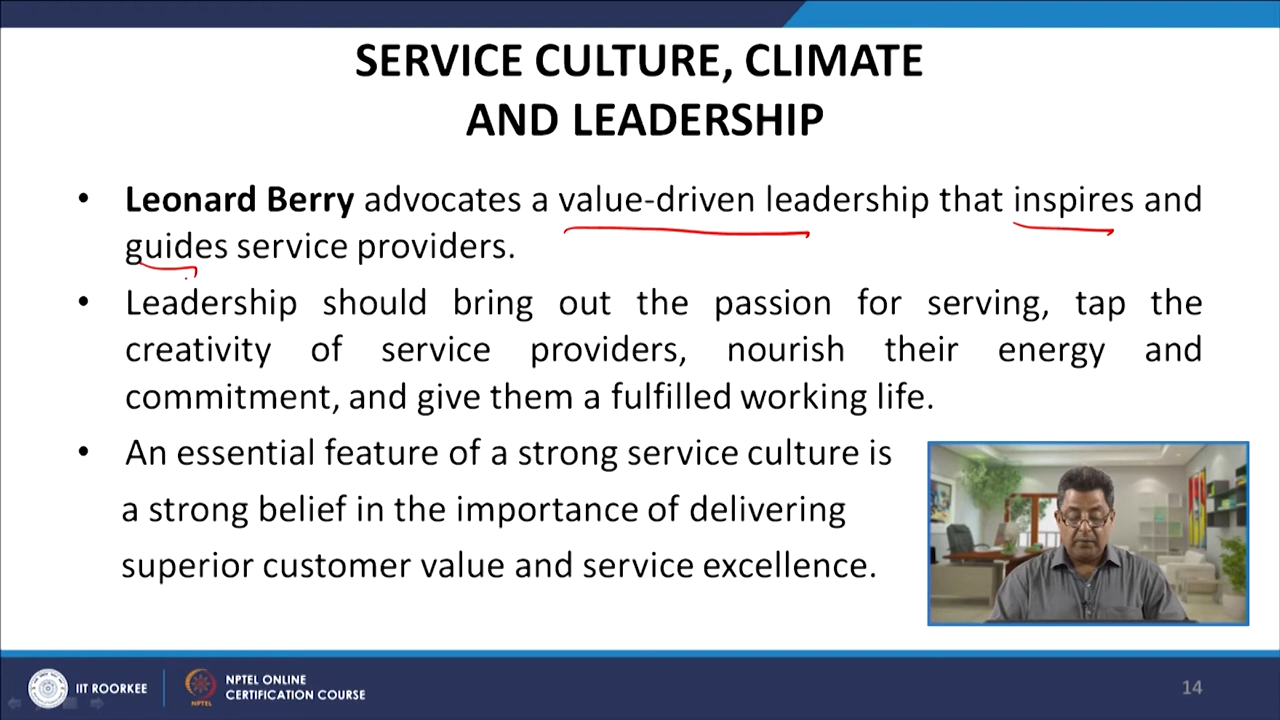 SERVICE CULTURE, CLIMATE
AND LEADERSHIP
• Leonard Berry advocates a value-driven leadership that inspires and
guides service providers.
• Leadership should bring out the passion for serving, tap the
creativity of service providers, nourish their energy and
commitment, and give them a fulfilled working life.
• An essential feature of a strong service culture is
a strong belief in the importance of delivering
superior customer value and service excellence.
IIT ROORKEE
NPTEL
NPTEL ONLINE
CERTIFICATION COURSE
14